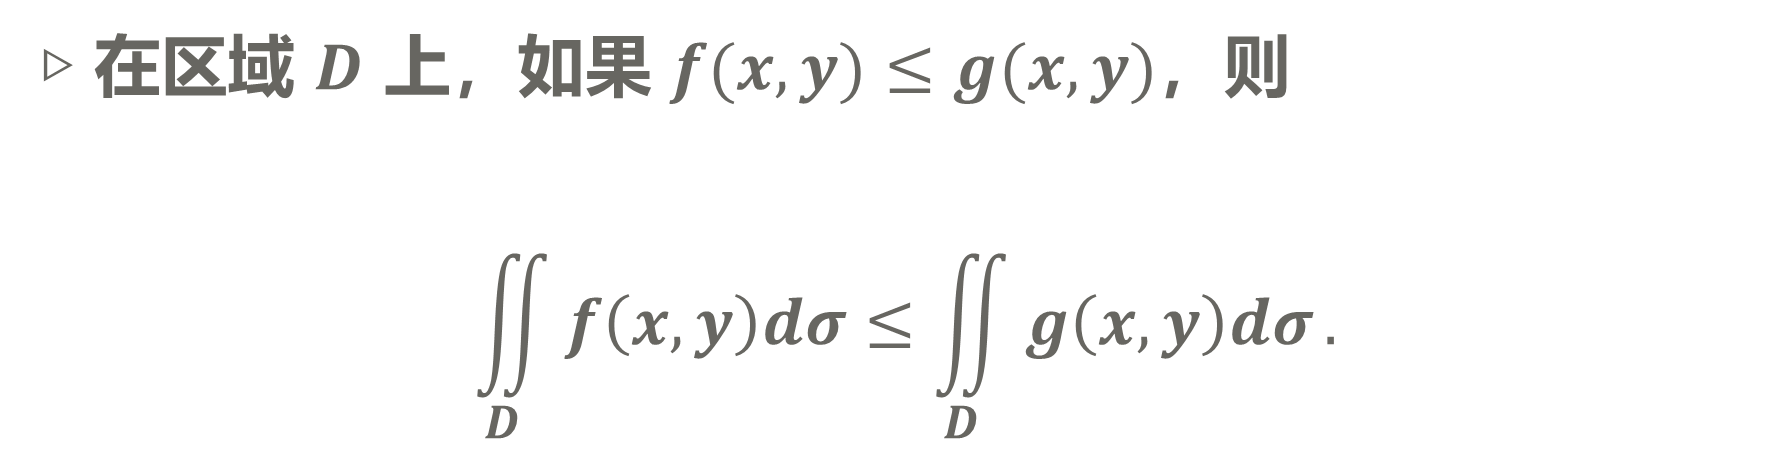 ▷ 在区域 D 上，如果 f(x, y) ≤ g(x, y)，则
∬_D f(x, y)dσ ≤ ∬_D g(x, y)dσ .